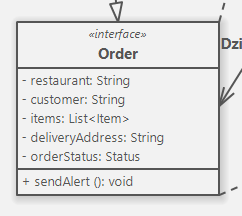 «interface»
Order
Dzi
- restaurant: String
- customer: String
- items: List<Item>
- deliveryAddress: String
- orderStatus: Status
+ sendAlert (): void